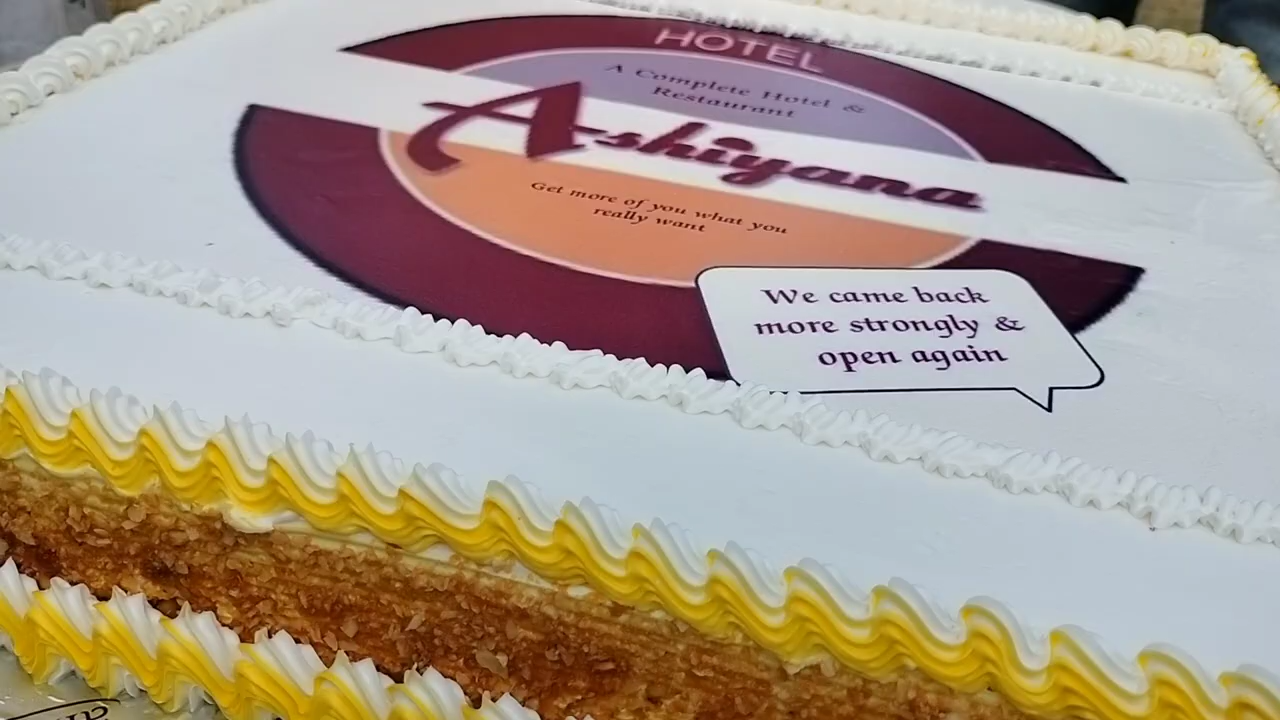 HOTEL
A Complete Hotel &
Restaurant
Ashiyana
Get more of you what you
really want
We came back
more strongly &
open again